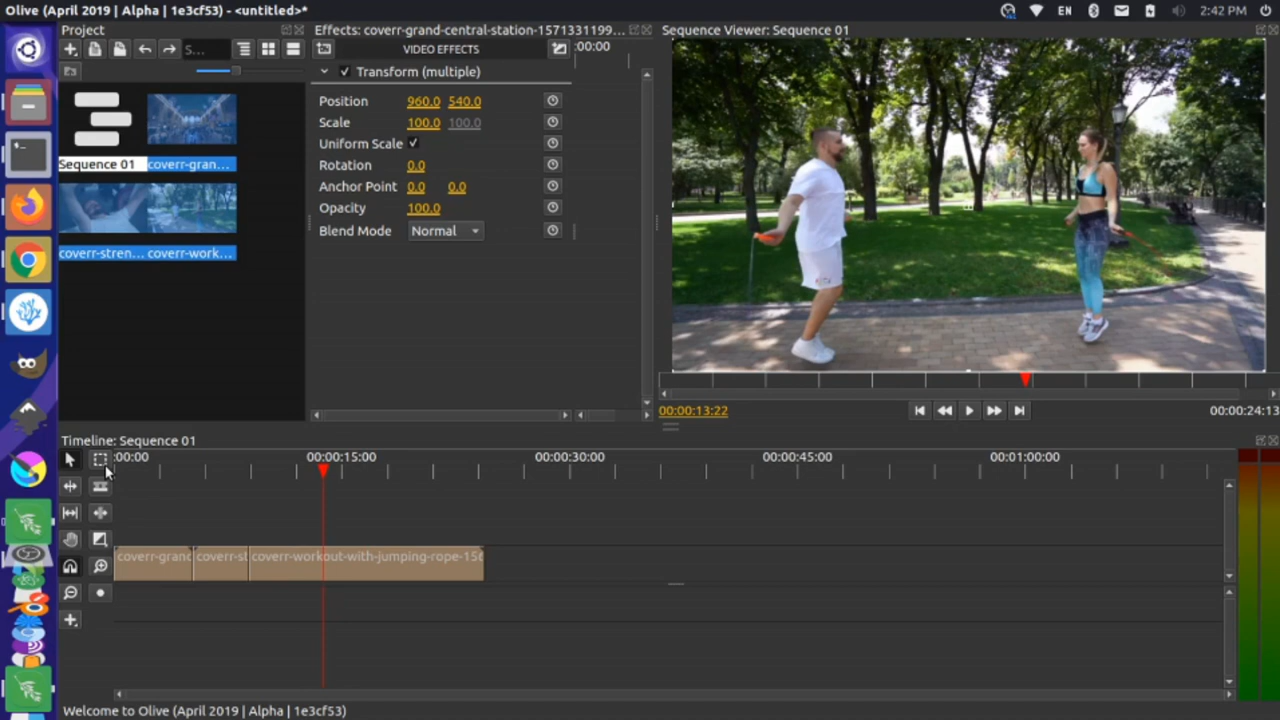 Olive (April 2019 | Alpha | 1e3cf53) - <untitled>*
EN
2:42 PM
Project
Effects: coverr-grand-central-station-1571331199...
Sequence Viewer: Sequence 01
S...
VIDEO EFFECTS
:00:00
Transform (multiple)
Position 960.0 540.0
Scale 100.0 100.0
Uniform Scale
Rotation 0.0
Anchor Point 0.0 0.0
Opacity 100.0
Blend Mode Normal
Sequence 01 coverr-gran...
coverr-stren... coverr-work...
00:00:13:22
00:00:24:13
Timeline: Sequence 01
:00:00 00:00:15:00 00:00:30:00 00:00:45:00 00:01:00:00
coverr-grand coverr-st coverr-workout-with-jumping-rope-15
Welcome to Olive (April 2019 | Alpha | 1e3cf53)